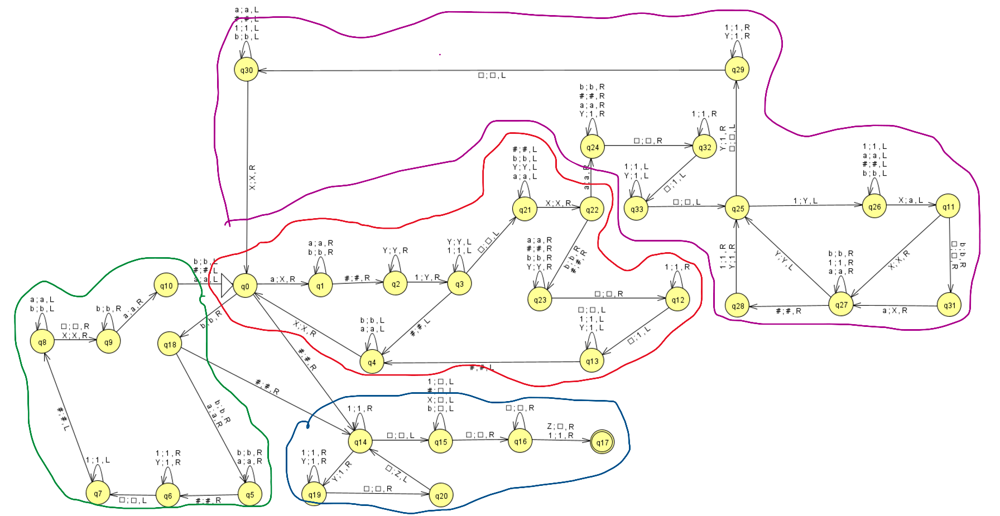 a ; a , L
# ; # , L
1 ; 1 , L
b ; b , L
q30
1 ; 1 , R
Y ; 1 , R
q29
□ ; □ , L
b ; b , R
# ; # , R
a ; a , R
Y ; 1 , R
q24
□ ; □ , R
1 ; 1 , R
q32
Y ; 1 , R
□ ; □ , L
X ; X , R
# ; # , L
b ; b , L
Y ; Y , L
a ; a , L
q21
X ; X , R
q22
a ; a , R
1 ; 1 , L
Y ; 1 , L
q33
□ ; 1 , L
□ ; □ , L
q25
1 ; Y , L
1 ; 1 , L
a ; a , L
# ; # , L
b ; b , L
q26
X ; a , L
q11
b ; b , L
# ; # , L
a ; a , L
q0
a ; X , R
a ; a , R
b ; b , R
q1
# ; # , R
Y ; Y , R
q2
1 ; Y , R
Y ; Y , L
1 ; 1 , L
q3
□ ; □ , L
a ; a , R
# ; # , R
b ; b , R
Y ; Y , R
q23
b ; b , R
# ; # , R
□ ; □ , R
1 ; 1 , R
q12
□ ; 1 , L
1 ; 1 , R
Y ; 1 , R
q28
Y ; Y , L
b ; b , R
1 ; 1 , R
a ; a , R
q27
# ; # , R
X ; X , R
b ; b , R
□ ; □ , R
a ; X , R
q31
q10
a ; a , L
b ; b , L
q8
□ ; □ , R
X ; X , R
b ; b , R
q9
a ; a , R
b ; b , R
q18
X ; X , R
b ; b , L
a ; a , L
q4
# ; # , L
□ ; □ , L
1 ; 1 , L
Y ; 1 , L
q13
# ; # , L
# ; # , R
# ; # , R
b ; b , R
a ; a , R
# ; # , L
1 ; 1 , L
q7
□ ; □ , L
1 ; 1 , R
Y ; 1 , R
q6
# ; # , R
b ; b , R
a ; a , R
q5
1 ; 1 , R
q14
□ ; □ , L
1 ; □ , L
# ; □ , L
X ; □ , L
b ; □ , L
q15
□ ; □ , R
□ ; □ , R
q16
Z ; □ , R
1 ; 1 , R
q17
1 ; 1 , R
Y ; 1 , R
q19
Y ; 1 , R
□ ; □ , R
q20
□ ; Z , L